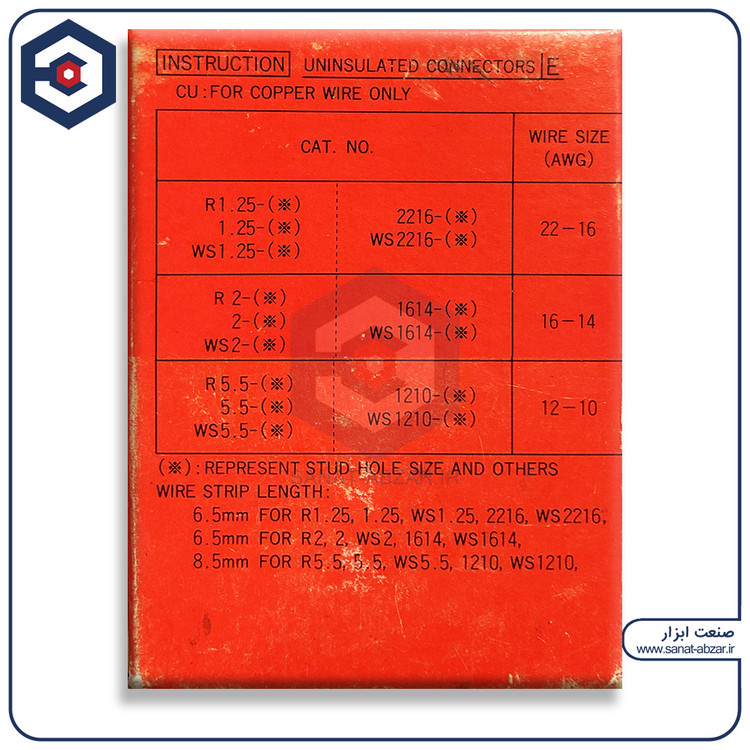 INSTRUCTION UNINSULATED CONNECTORS E
CU:FOR COPPER WIRE ONLY
CAT. NO.
WIRE SIZE
(AWG)
R1.25-(※)
1.25-(※)
WS1.25-(※)
2216-(※)
WS2216-(※)
22-16
R 2-(※)
2-(※)
WS2-(※)
1614-(※)
WS1614-(※)
16-14
R5.5-(※)
5.5-(※)
WS5.5-(※)
1210-(※)
WS1210-(※)
12-10
(※):REPRESENT STUD HOLE SIZE AND OTHERS
SANAT-ABZAR.IR
WIRE STRIP LENGTH:
6.5mm FOR R1.25, 1.25, WS1.25, 2216, WS2216,
6.5mm FOR R2, 2, WS2, 1614, WS1614,
8.5mm FOR R5.5, 5.5, WS5.5, 1210, WS1210,
صنعت ابزار
www.sanat-abzar.ir